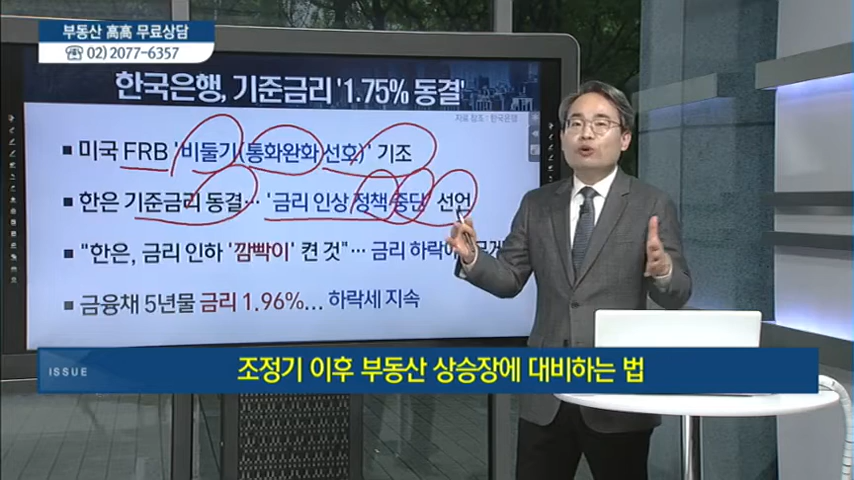 부동산 高高 무료상담
☎ 02) 2077-6357
한국은행, 기준금리 '1.75% 동결'
자료 참조 : 한국은행
■ 미국 FRB '비둘기(통화완화 선호)' 기조
■ 한은 기준금리 동결… '금리 인상 정책 중단' 선언
■ "한은, 금리 인하 '깜빡이' 켠 것"… 금리 하락에
■ 금융채 5년물 금리 1.96%… 하락세 지속
ISSUE
조정기 이후 부동산 상승장에 대비하는 법